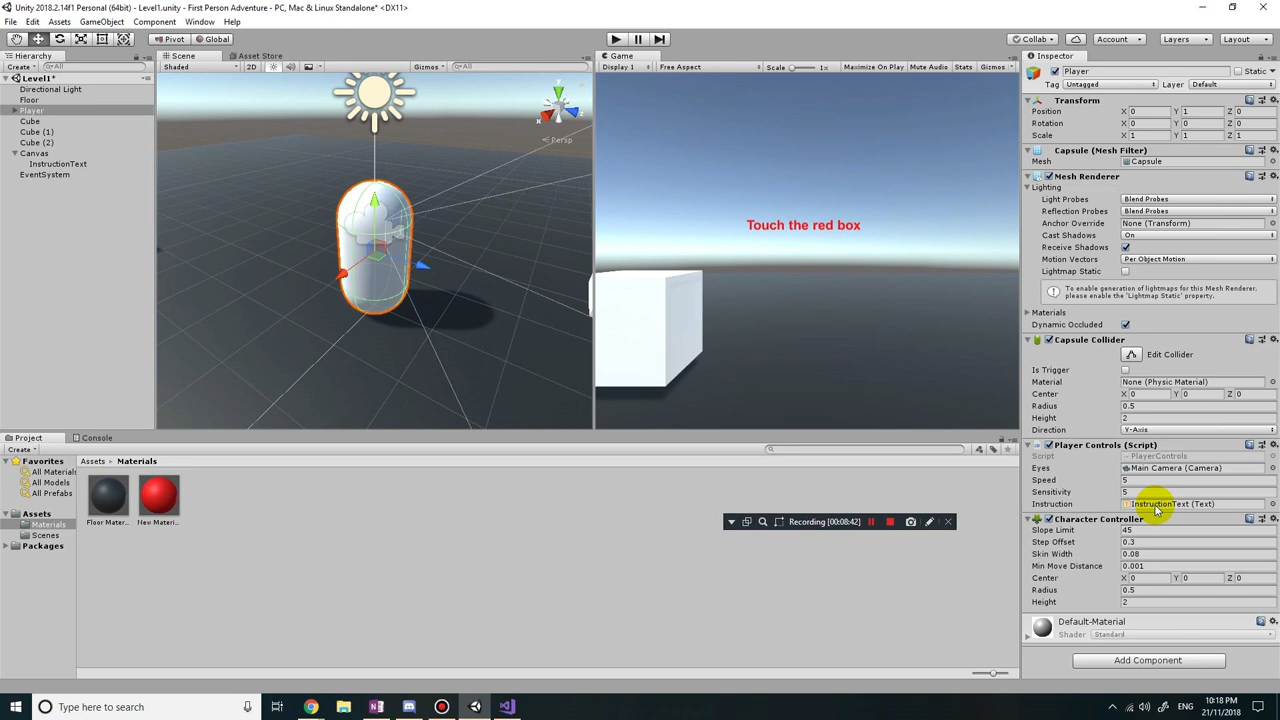 Unity 2018.2.14f1 Personal (64bit) - Level1.unity - First Person Adventure - PC, Mac & Linux Standalone* <DX11>
File Edit Assets GameObject Component Window Help
Pivot Global
Collab Account Layers Layout
Hierarchy
Create All
Level1*
Directional Light
Floor
Player
Cube
Cube (1)
Cube (2)
Canvas
InstructionText
EventSystem
Scene Asset Store
Shaded 2D Gizmos All
y
x
z
Persp
Game
Display 1 Free Aspect Scale 1x Maximize On Play Mute Audio Stats Gizmos
Touch the red box
Inspector
Player Static
Tag Untagged Layer Default
Transform
Position X 0 Y 1 Z 0
Rotation X 0 Y 0 Z 0
Scale X 1 Y 1 Z 1
Capsule (Mesh Filter)
Mesh Capsule
Mesh Renderer
Lighting
Light Probes Blend Probes
Reflection Probes Blend Probes
Anchor Override None (Transform)
Cast Shadows On
Receive Shadows
Motion Vectors Per Object Motion
Lightmap Static
To enable generation of lightmaps for this Mesh Renderer, please enable the 'Lightmap Static' property.
Materials
Dynamic Occluded
Capsule Collider
Edit Collider
Is Trigger
Material None (Physic Material)
Center X 0 Y 0 Z 0
Radius 0.5
Height 2
Direction Y-Axis
Player Controls (Script)
Script PlayerControls
Eyes Main Camera (Camera)
Speed 5
Sensitivity 5
Instruction InstructionText (Text)
Character Controller
Slope Limit 45
Step Offset 0.3
Skin Width 0.08
Min Move Distance 0.001
Center X 0 Y 0 Z 0
Radius 0.5
Height 2
Default-Material
Shader Standard
Add Component
Project Console
Create
Favorites
All Materials
All Models
All Prefabs
Assets
Materials
Scenes
Packages
Assets Materials
Floor Mater... New Materi...
Recording [00:08:42]
Type here to search
ENG
10:18 PM
21/11/2018